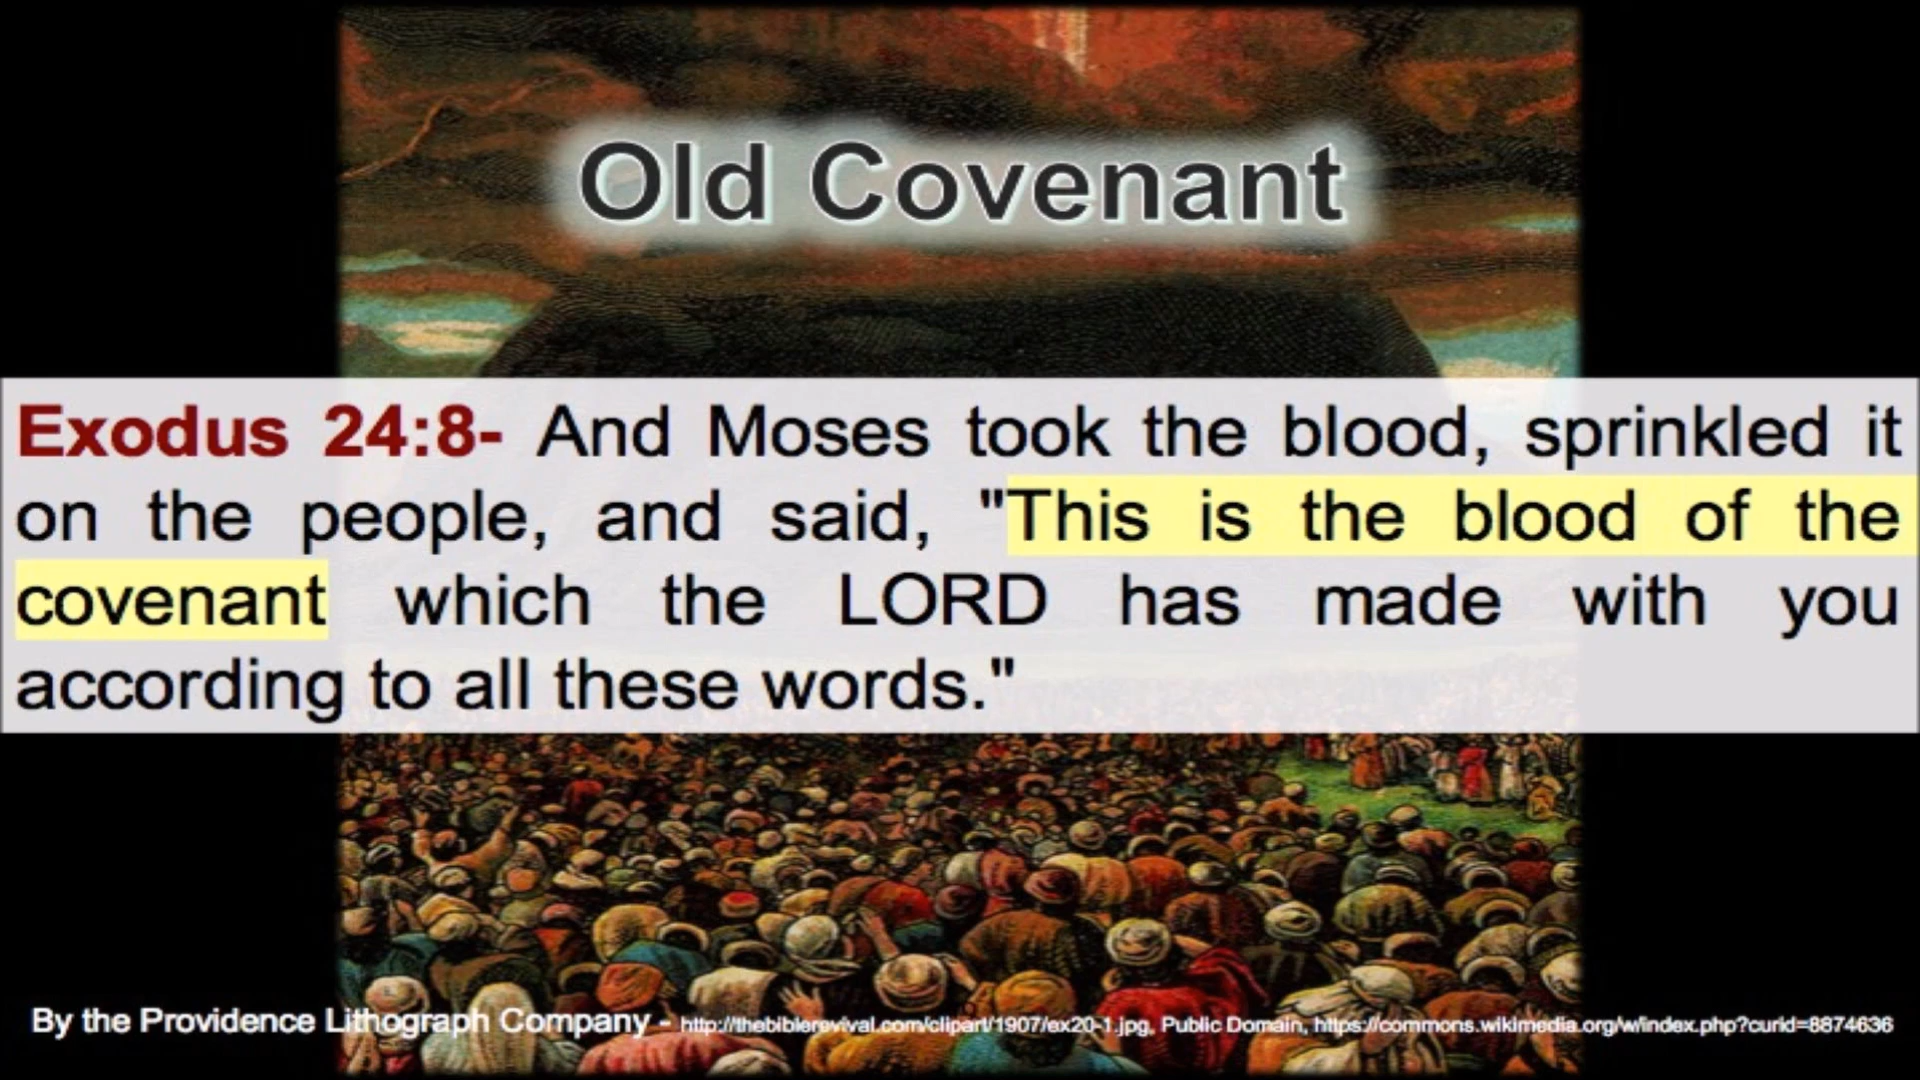 Old Covenant
Exodus 24:8- And Moses took the blood, sprinkled it
on the people, and said, "This is the blood of the
covenant which the LORD has made with you
according to all these words."
By the Providence Lithograph Company - http://thebiblerevival.com/clipart/1907/ex20-1.jpg, Public Domain, https://commons.wikimedia.org/w/index.php?curid=8874636